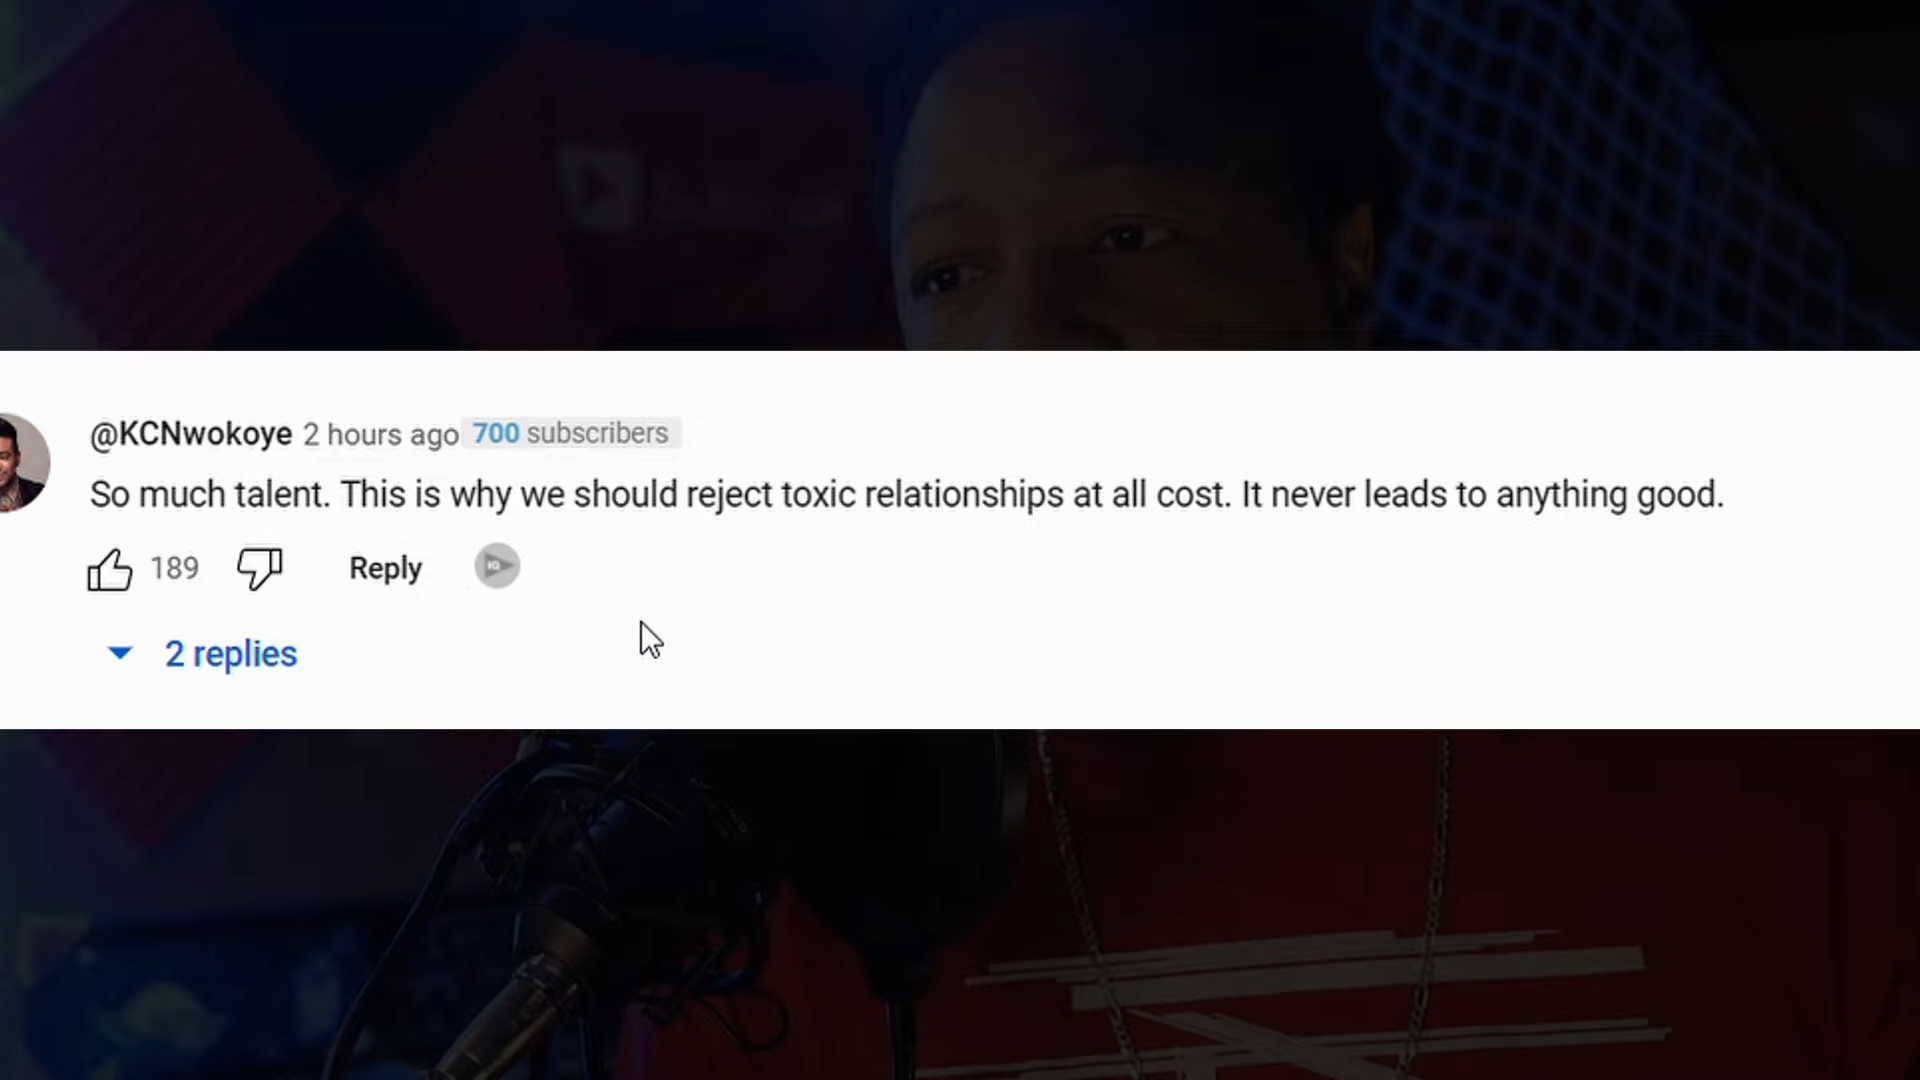 @KCNwokoye 2 hours ago 700 subscribers
So much talent. This is why we should reject toxic relationships at all cost. It never leads to anything good.
189 Reply
2 replies